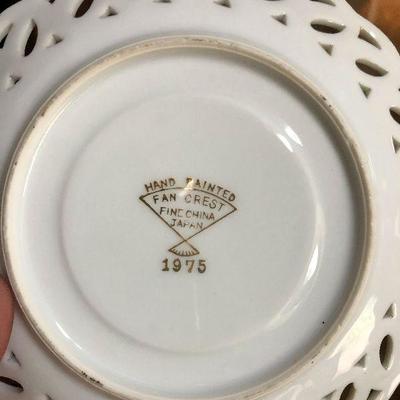 HAND PAINTED
FAN CREST
FINE CHINA
JAPAN
1975